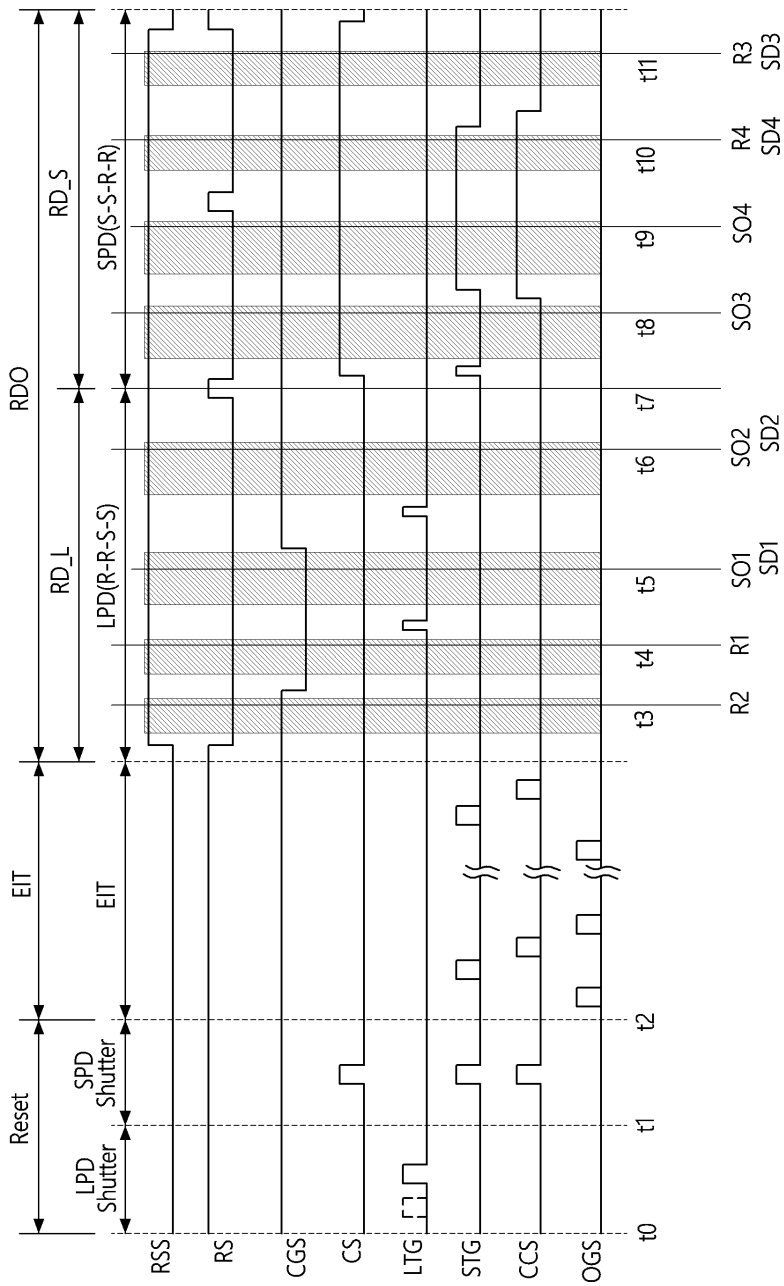 Reset
EIT
RDO
RD_L
RD_S
LPD
Shutter
SPD
Shutter
EIT
LPD(R-R-S-S)
SPD(S-S-R-R)
RSS
RS
CGS
CS
LTG
STG
CCS
OGS
t0
t1
t2
t3
t4
t5
t6
t7
t8
t9
t10
t11
R2
R1
SO1
SO2
SO3
SO4
R4
R3
SD1
SD2
SD4
SD3